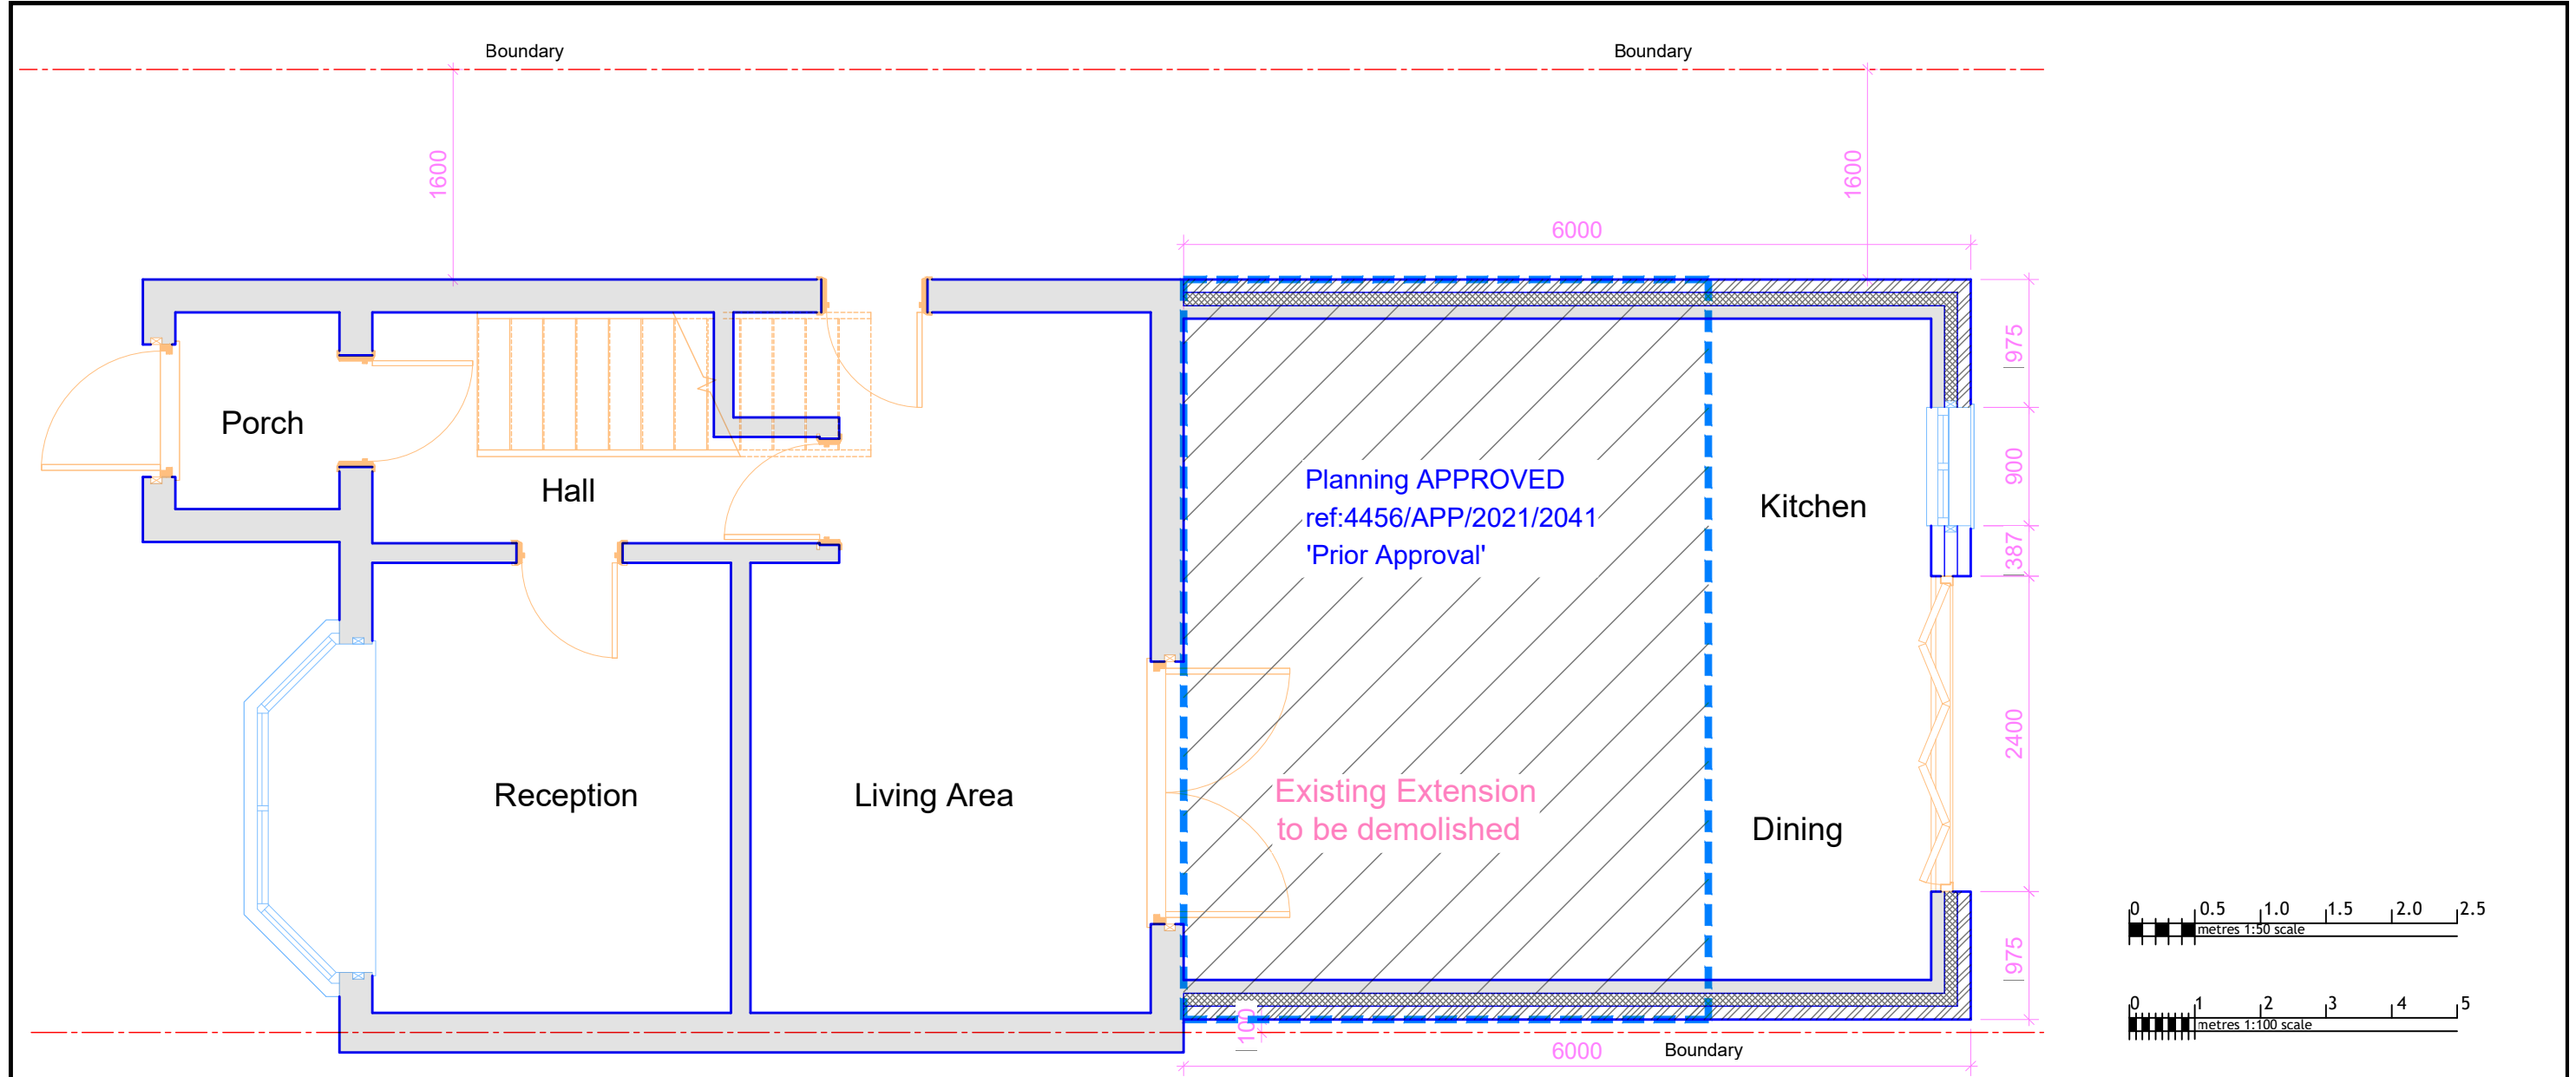 Boundary
Boundary
1600
1600
6000
975
Porch
Hall
Planning APPROVED
ref:4456/APP/2021/2041
'Prior Approval'
Kitchen
900
387
Reception
Living Area
Existing Extension
to be demolished
Dining
2400
975
0 0.5 1.0 1.5 2.0 2.5
metres 1:50 scale
100
6000
Boundary
0 1 2 3 4 5
metres 1:100 scale